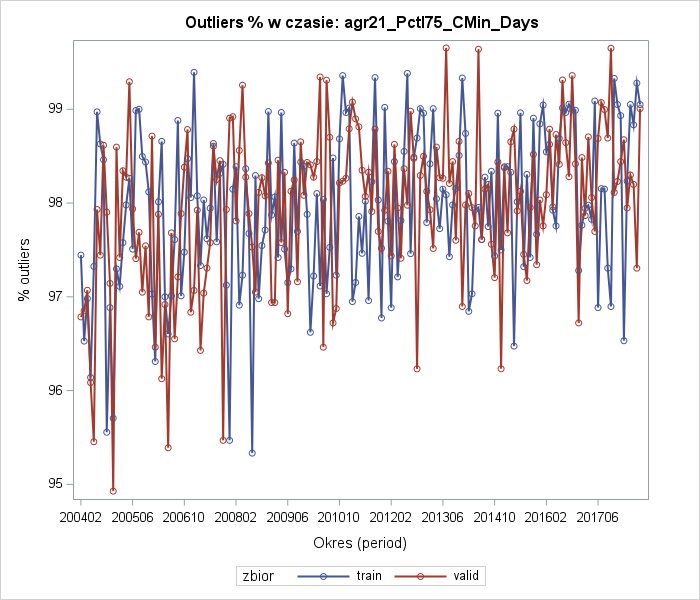 Outliers % w czasie: agr21_Pctl75_CMin_Days
% outliers
99
98
97
96
95
200402 200506 200610 200802 200906 201010 201202 201306 201410 201602 201706
Okres (period)
zbior train valid